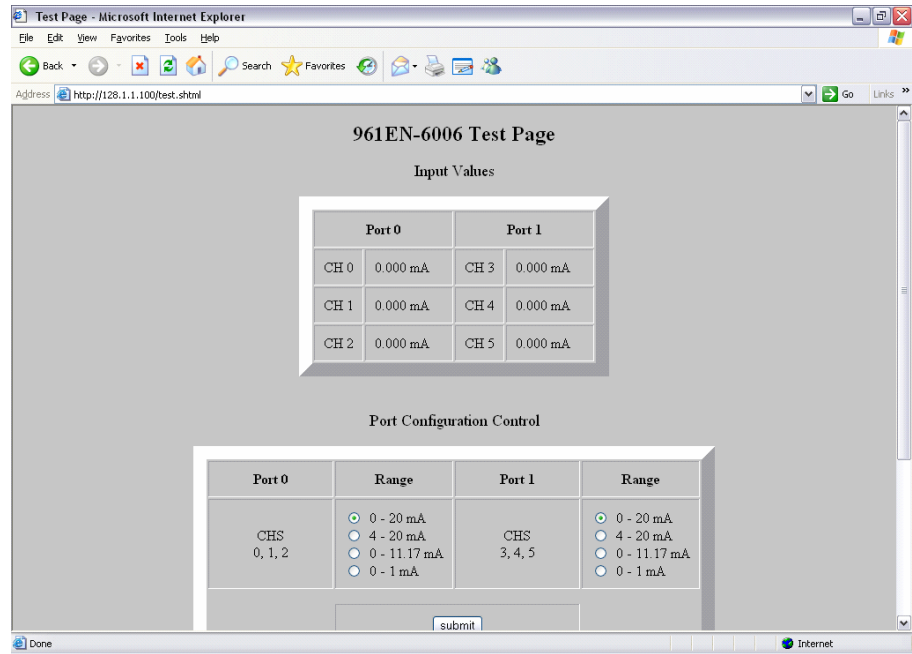 Test Page - Microsoft Internet Explorer
File Edit View Favorites Tools Help
Back Search Favorites
Address http://128.1.1.100/test.shtml Go Links »
961EN-6006 Test Page
Input Values
Port 0 Port 1
CH 0 0.000 mA CH 3 0.000 mA
CH 1 0.000 mA CH 4 0.000 mA
CH 2 0.000 mA CH 5 0.000 mA
Port Configuration Control
Port 0 Range Port 1 Range
CHS
0, 1, 2
0 - 20 mA
4 - 20 mA
0 - 11.17 mA
0 - 1 mA
CHS
3, 4, 5
0 - 20 mA
4 - 20 mA
0 - 11.17 mA
0 - 1 mA
submit
Done Internet